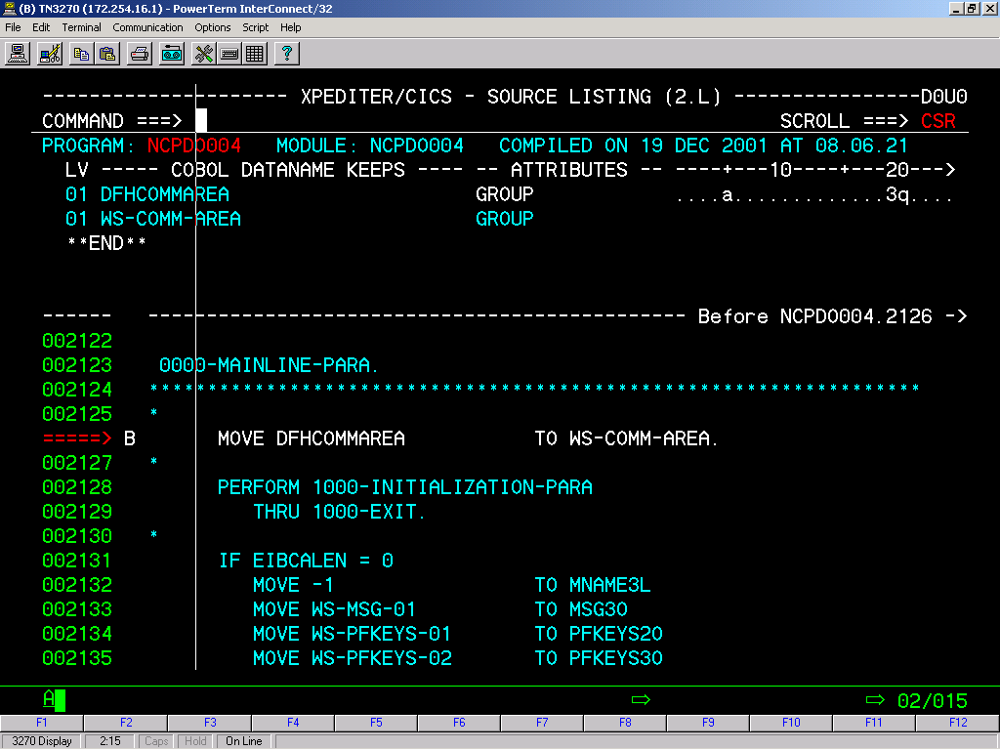 (B) TN3270 (172.254.16.1) - PowerTerm InterConnect/32
File Edit Terminal Communication Options Script Help
--------------------- XPEDITER/CICS - SOURCE LISTING (2.L) ----------------D0U0
COMMAND ===> SCROLL ===> CSR
PROGRAM: NCPD0004 MODULE: NCPD0004 COMPILED ON 19 DEC 2001 AT 08.06.21
LV ----- COBOL DATANAME KEEPS ---- -- ATTRIBUTES -- ----+---10----+---20--->
01 DFHCOMMAREA GROUP ....a.............3q....
01 WS-COMM-AREA GROUP
**END**
------ ---------------------------------------------- Before NCPD0004.2126 ->
002122
002123 0000-MAINLINE-PARA.
002124 ******************************************************************
002125 *
=====> B MOVE DFHCOMMAREA TO WS-COMM-AREA.
002127 *
002128 PERFORM 1000-INITIALIZATION-PARA
002129 THRU 1000-EXIT.
002130 *
002131 IF EIBCALEN = 0
002132 MOVE -1 TO MNAME3L
002133 MOVE WS-MSG-01 TO MSG3O
002134 MOVE WS-PFKEYS-01 TO PFKEYS2O
002135 MOVE WS-PFKEYS-02 TO PFKEYS3O
A 02/015
F1 F2 F3 F4 F5 F6 F7 F8 F9 F10 F11 F12
3270 Display 2:15 Caps Hold On Line